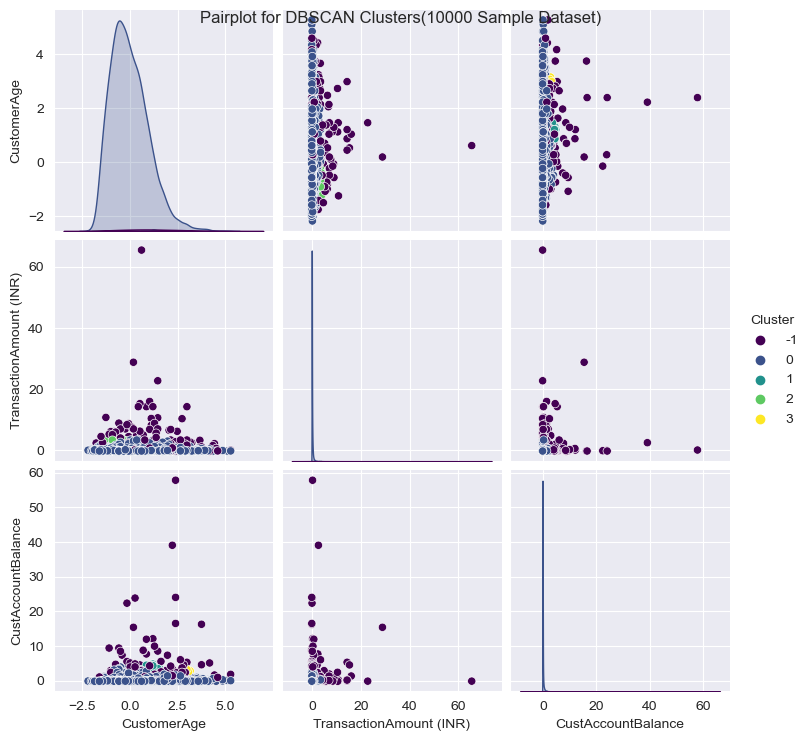 Pairplot for DBSCAN Clusters(10000 Sample Dataset)
CustomerAge
4
2
0
−2
TransactionAmount (INR)
60
40
20
0
Cluster
-1
0
1
2
3
CustAccountBalance
60
50
40
30
20
10
0
−2.5 0.0 2.5 5.0 0 20 40 60 0 20 40 60
CustomerAge TransactionAmount (INR) CustAccountBalance